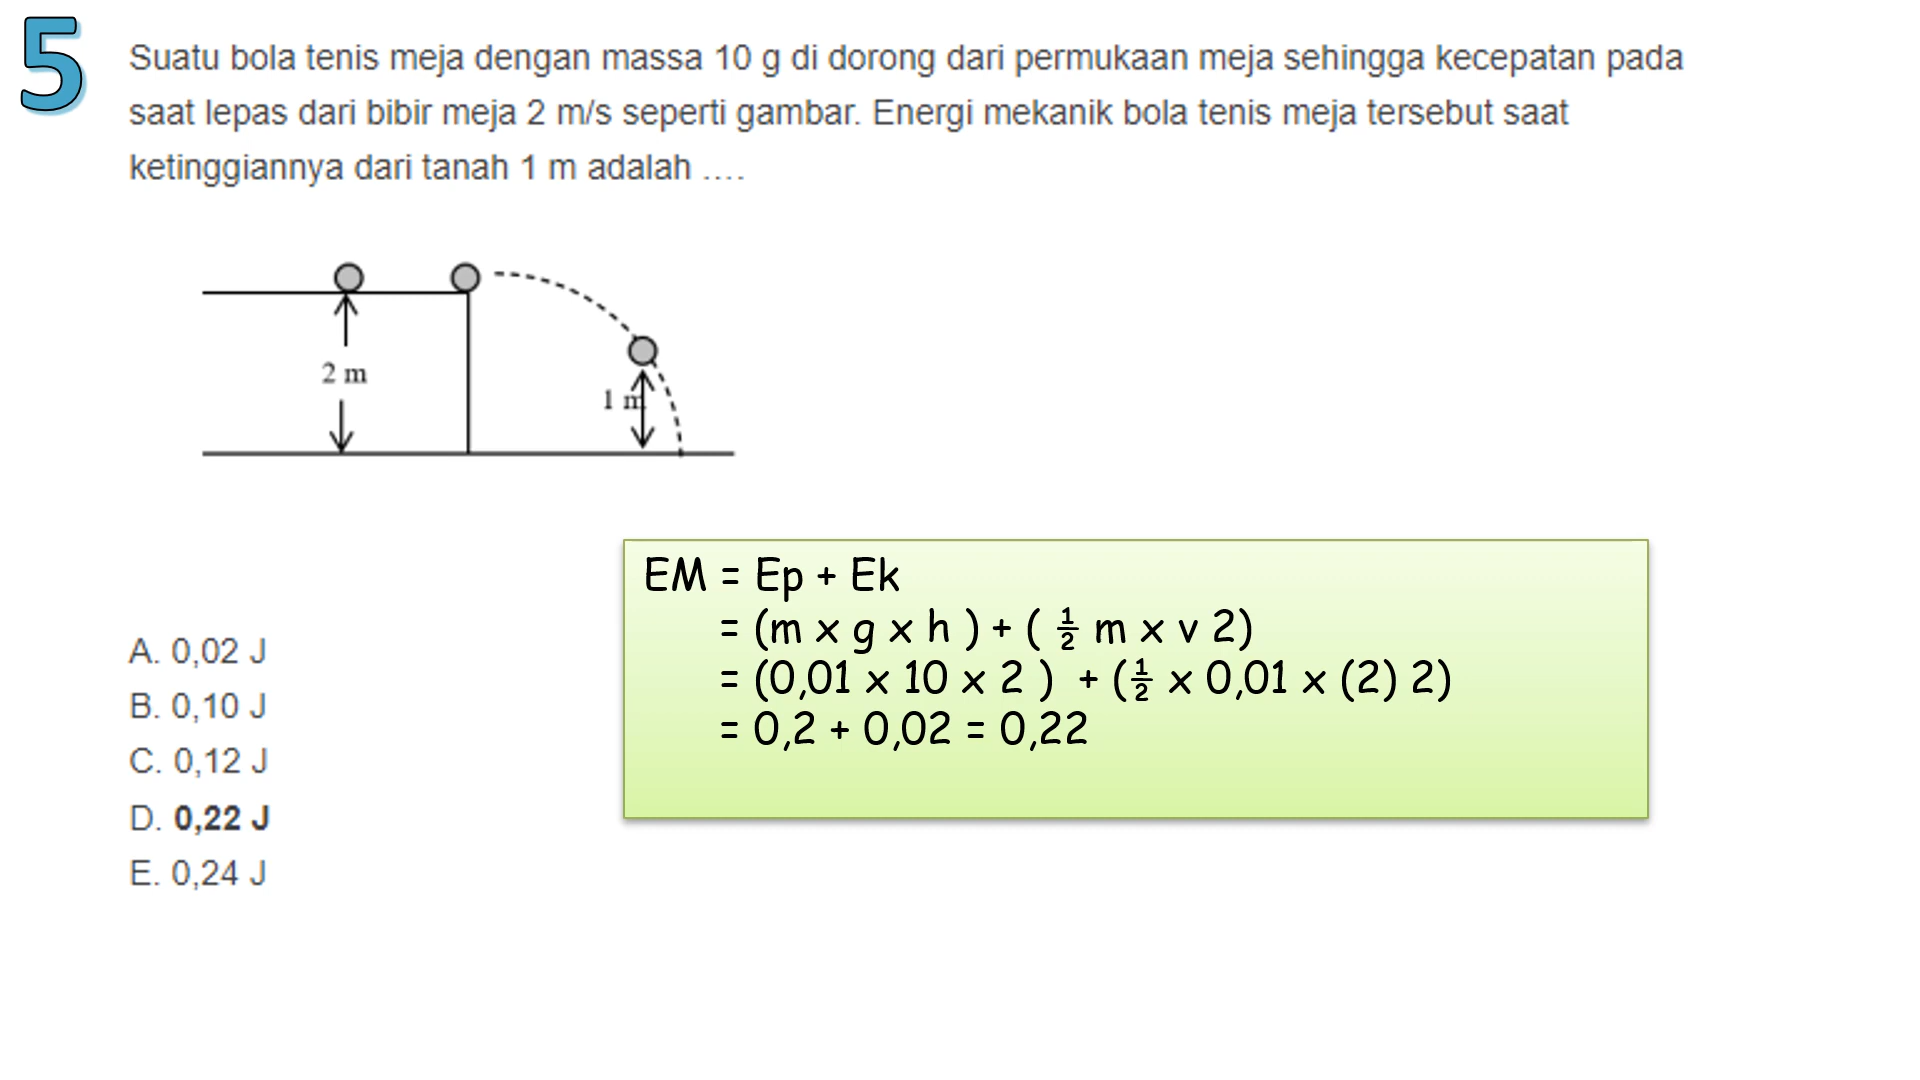 5
Suatu bola tenis meja dengan massa 10 g di dorong dari permukaan meja sehingga kecepatan pada
saat lepas dari bibir meja 2 m/s seperti gambar. Energi mekanik bola tenis meja tersebut saat
ketinggiannya dari tanah 1 m adalah ….
2 m
1 m
EM = Ep + Ek
= (m x g x h ) + ( ½ m x v 2)
= (0,01 x 10 x 2 ) + (½ x 0,01 x (2) 2)
= 0,2 + 0,02 = 0,22
A. 0,02 J
B. 0,10 J
C. 0,12 J
D. 0,22 J
E. 0,24 J